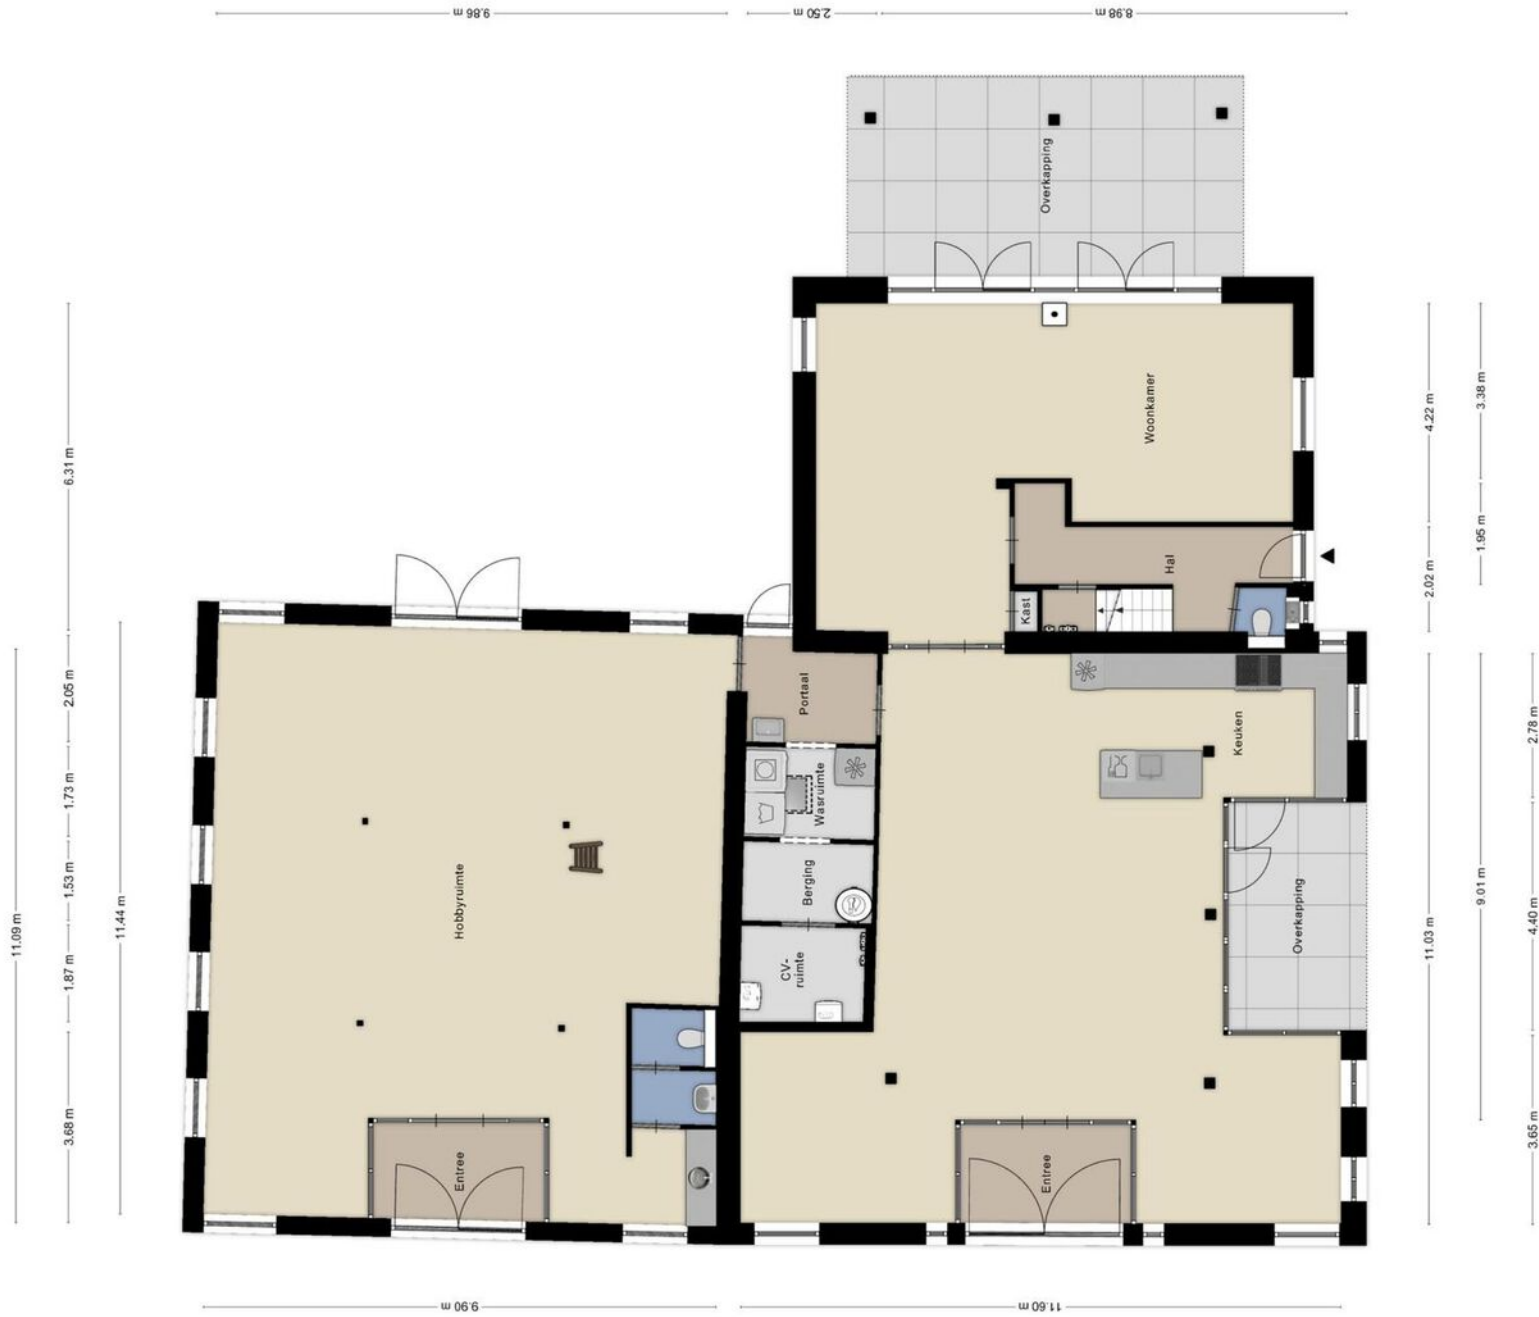 9.86 m
2.50 m
8.98 m
Overkapping
Woonkamer
Hal
Kast
Portaal
Keuken
Wasruimte
Berging
CV-
ruimte
Hobbyruimte
Overkapping
Entree
Entree
11.09 m
6.31 m
2.05 m
1.73 m
1.53 m
1.87 m
3.68 m
11.44 m
4.22 m
2.02 m
11.03 m
3.38 m
1.95 m
9.01 m
2.78 m
4.40 m
3.65 m
9.90 m
11.60 m